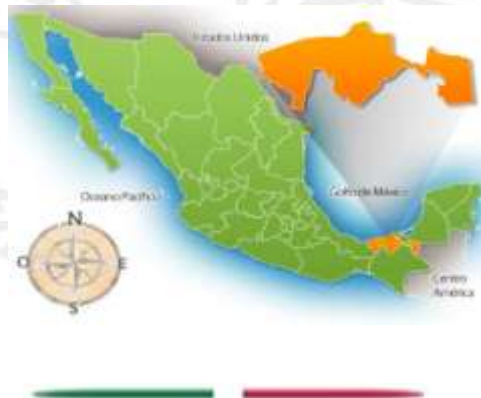 Estados Unidos
Océano Pacífico
Golfo de México
N
O
E
S
Centro
América